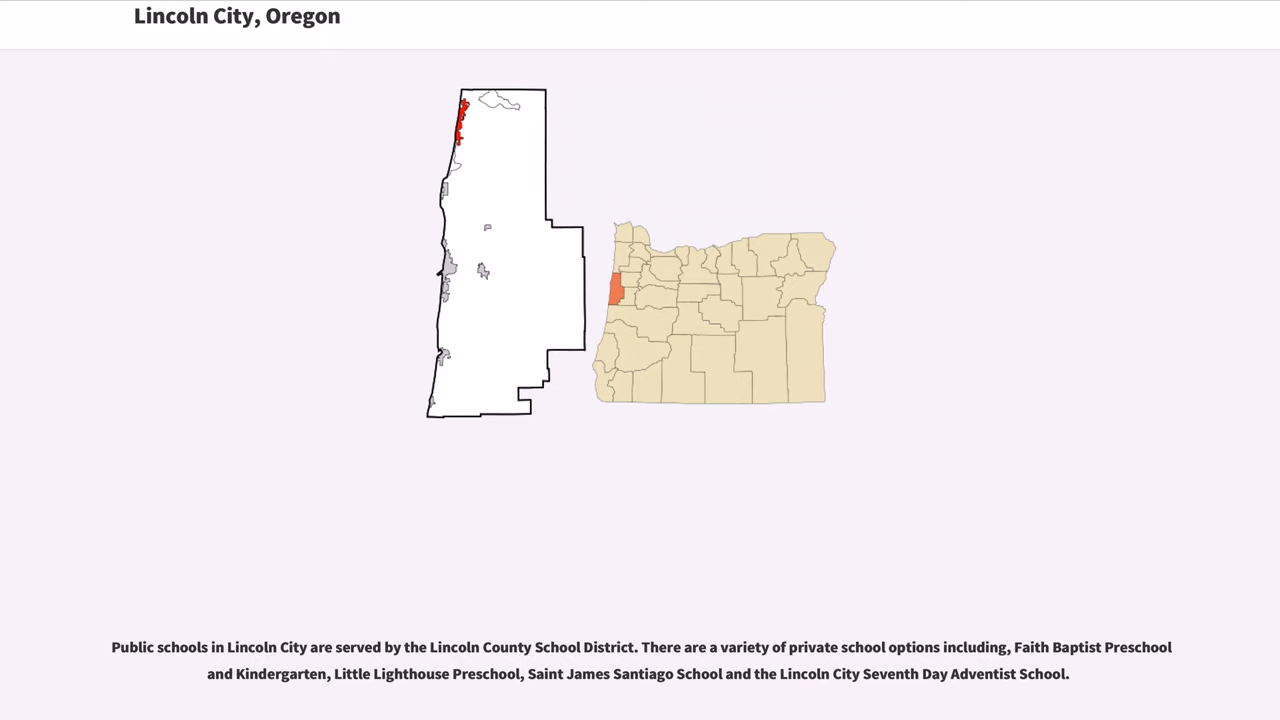 Lincoln City, Oregon
Public schools in Lincoln City are served by the Lincoln County School District. There are a variety of private school options including, Faith Baptist Preschool
and Kindergarten, Little Lighthouse Preschool, Saint James Santiago School and the Lincoln City Seventh Day Adventist School.